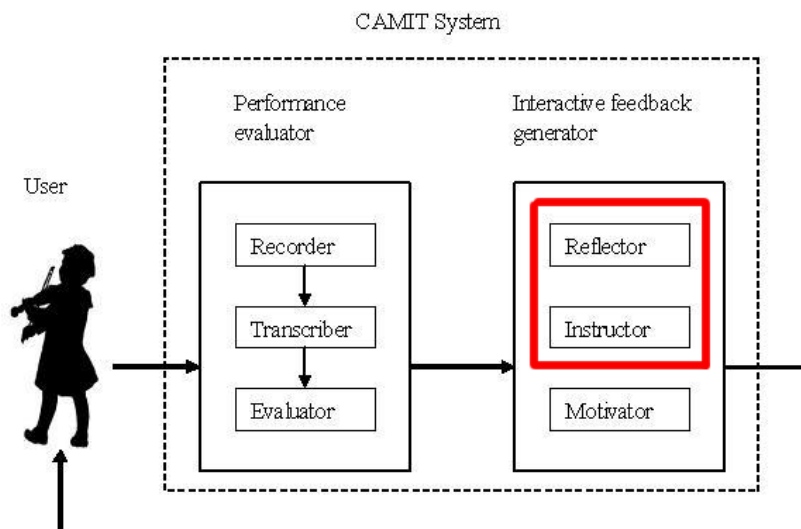 CAMIT System
Performance
evaluator
Interactive feedback
generator
User
Recorder
Transcriber
Evaluator
Reflector
Instructor
Motivator